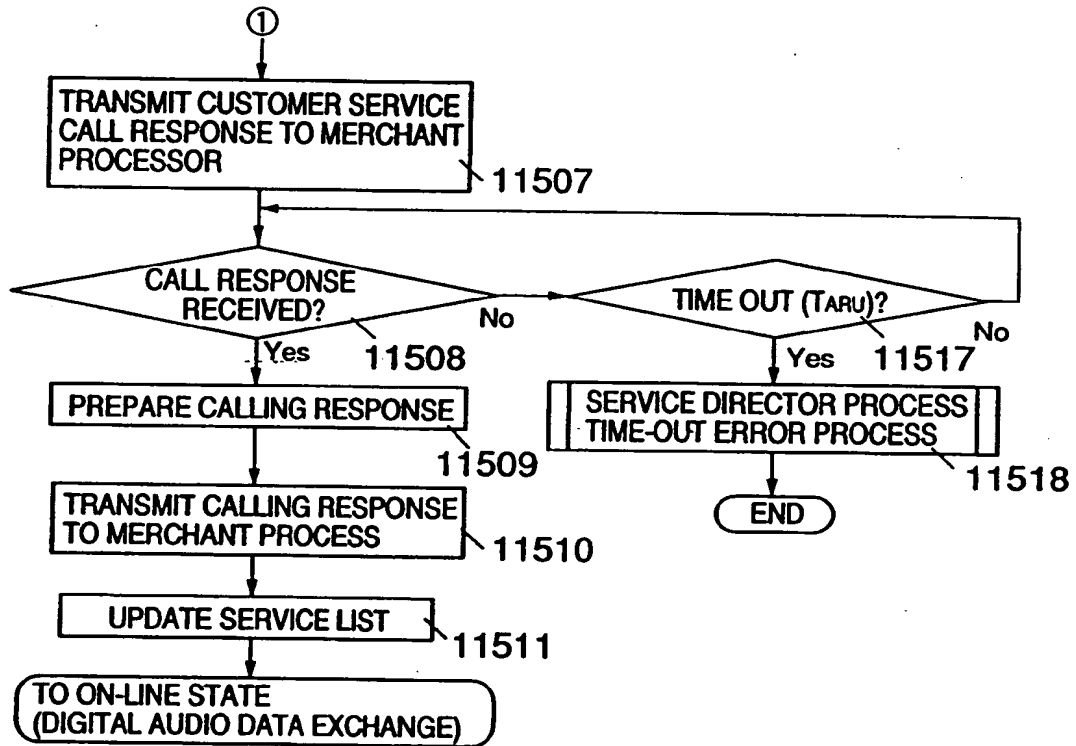 ①
TRANSMIT CUSTOMER SERVICE
CALL RESPONSE TO MERCHANT
PROCESSOR
11507
CALL RESPONSE
RECEIVED?
No
11508
Yes
TIME OUT (TARU)?
No
11517
Yes
PREPARE CALLING RESPONSE
11509
SERVICE DIRECTOR PROCESS
TIME-OUT ERROR PROCESS
11518
END
TRANSMIT CALLING RESPONSE
TO MERCHANT PROCESS
11510
UPDATE SERVICE LIST
11511
TO ON-LINE STATE
(DIGITAL AUDIO DATA EXCHANGE)